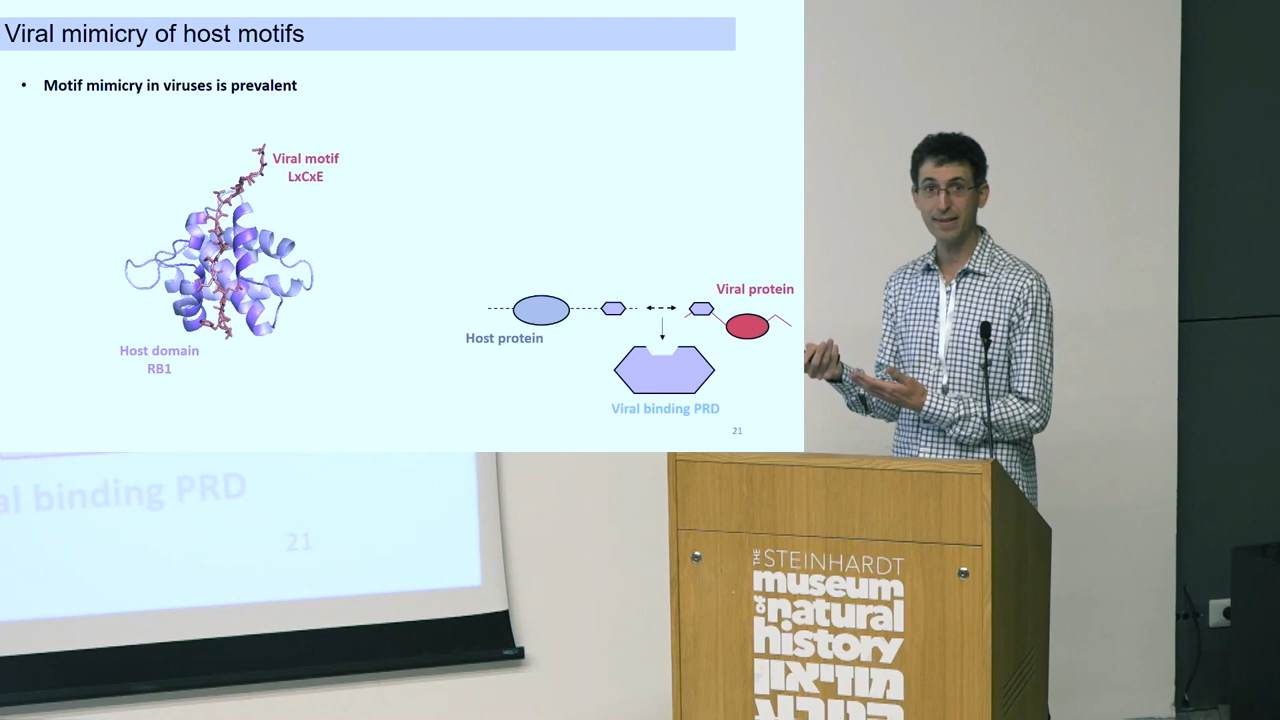 Viral mimicry of host motifs
• Motif mimicry in viruses is prevalent
Viral motif
LxCxE
Host domain
RB1
Viral protein
Host protein
Viral binding PRD
21
al binding PRD
21
THE STEINHARDT
museum
of natural
history
מוזיאון